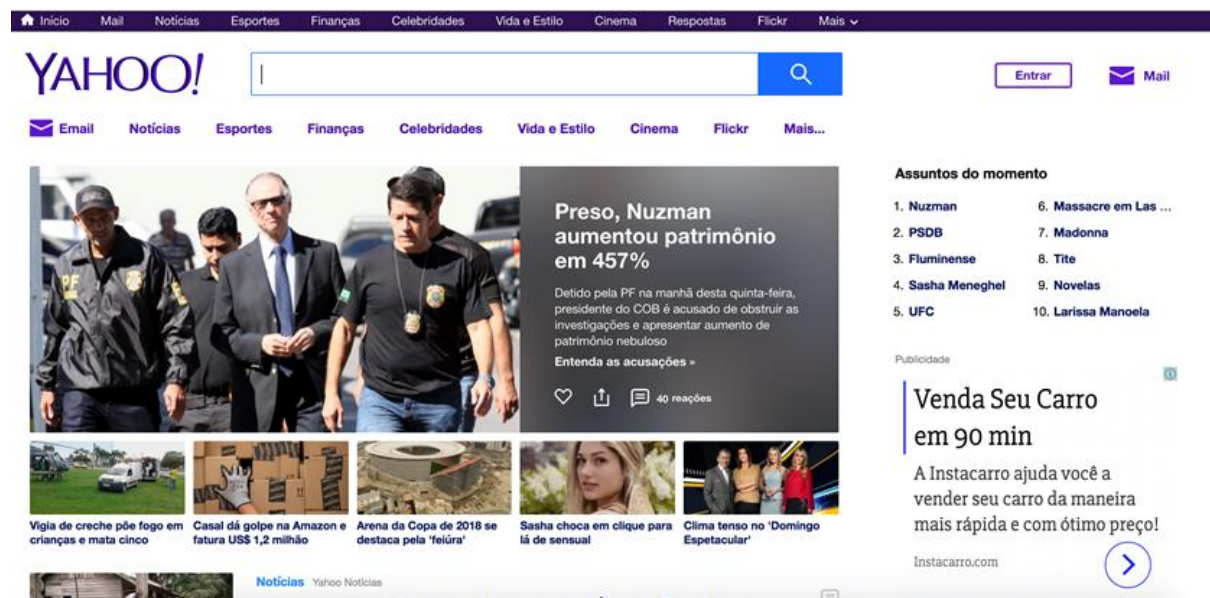 Início Mail Notícias Esportes Finanças Celebridades Vida e Estilo Cinema Respostas Flickr Mais
YAHOO!
Entrar Mail
Email Notícias Esportes Finanças Celebridades Vida e Estilo Cinema Flickr Mais...
PF
Preso, Nuzman
aumentou patrimônio
em 457%
Detido pela PF na manhã desta quinta-feira,
presidente do COB é acusado de obstruir as
investigações e apresentar aumento de
patrimônio nebuloso
Entenda as acusações »
40 reações
Vigia de creche põe fogo em
crianças e mata cinco
Casal dá golpe na Amazon e
fatura US$ 1,2 milhão
Arena da Copa de 2018 se
destaca pela 'feiúra'
Sasha choca em clique para
lá de sensual
Clima tenso no 'Domingo
Espetacular'
Notícias Yahoo Notícias
Assuntos do momento
1. Nuzman
2. PSDB
3. Fluminense
4. Sasha Meneghel
5. UFC
6. Massacre em Las ...
7. Madonna
8. Tite
9. Novelas
10. Larissa Manoela
Publicidade
Venda Seu Carro
em 90 min
A Instacarro ajuda você a
vender seu carro da maneira
mais rápida e com ótimo preço!
Instacarro.com